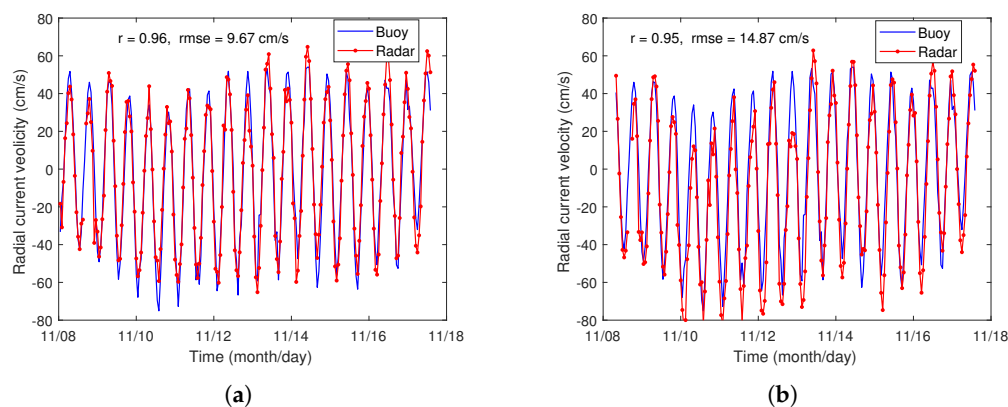 r = 0.96, rmse = 9.67 cm/s
Buoy
Radar
80
60
40
20
0
-20
-40
-60
-80
Radial current veolicity (cm/s)
11/08 11/10 11/12 11/14 11/16 11/18
Time (month/day)
(a)
r = 0.95, rmse = 14.87 cm/s
Buoy
Radar
80
60
40
20
0
-20
-40
-60
-80
Radial current velocity (cm/s)
11/08 11/10 11/12 11/14 11/16 11/18
Time (month/day)
(b)